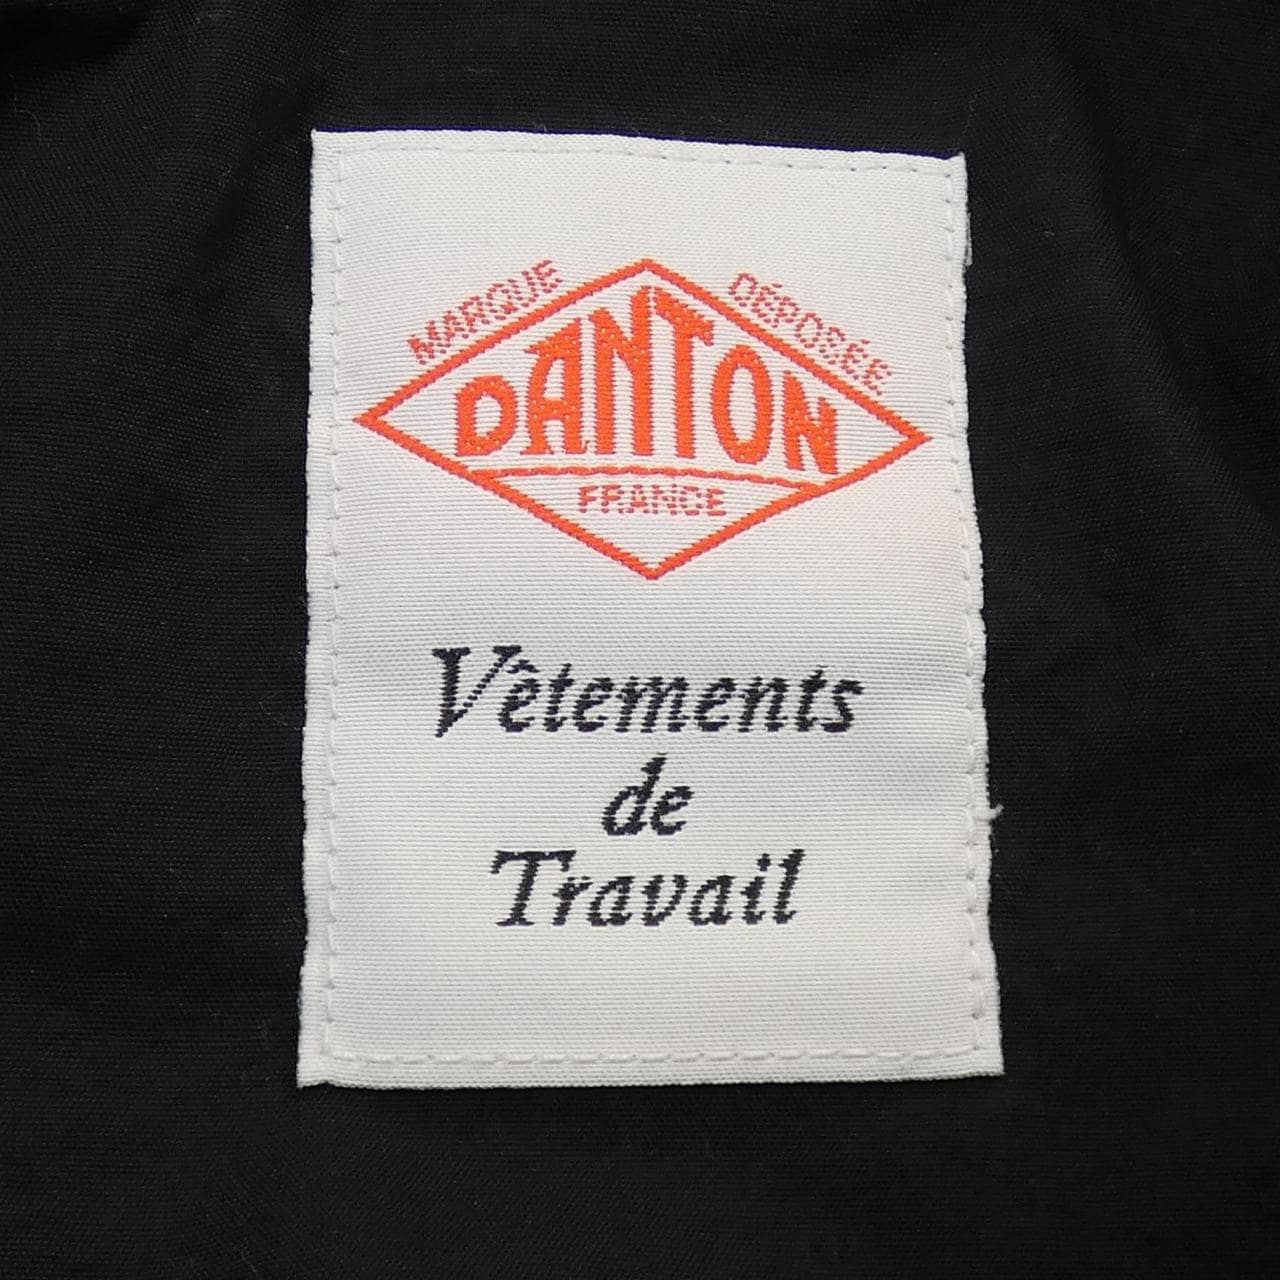 MARQUE DÉPOSÉE
DANTON
FRANCE
Vêtements
de
Travail